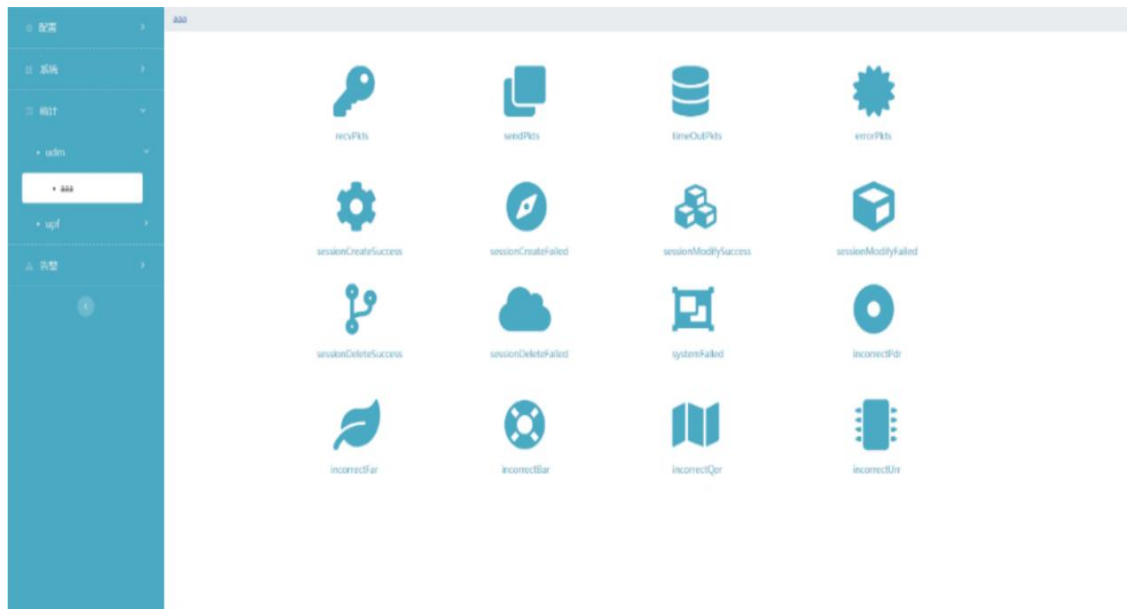 配置
系统
统计
udm
aaa
upf
告警
aaa
recvPkts
sendPkts
timeOutPkts
errorPkts
sessionCreateSuccess
sessionCreateFailed
sessionModifySuccess
sessionModifyFailed
sessionDeleteSuccess
sessionDeleteFailed
systemFailed
incorrectPdr
incorrectFar
incorrectBar
incorrectQer
incorrectUrr